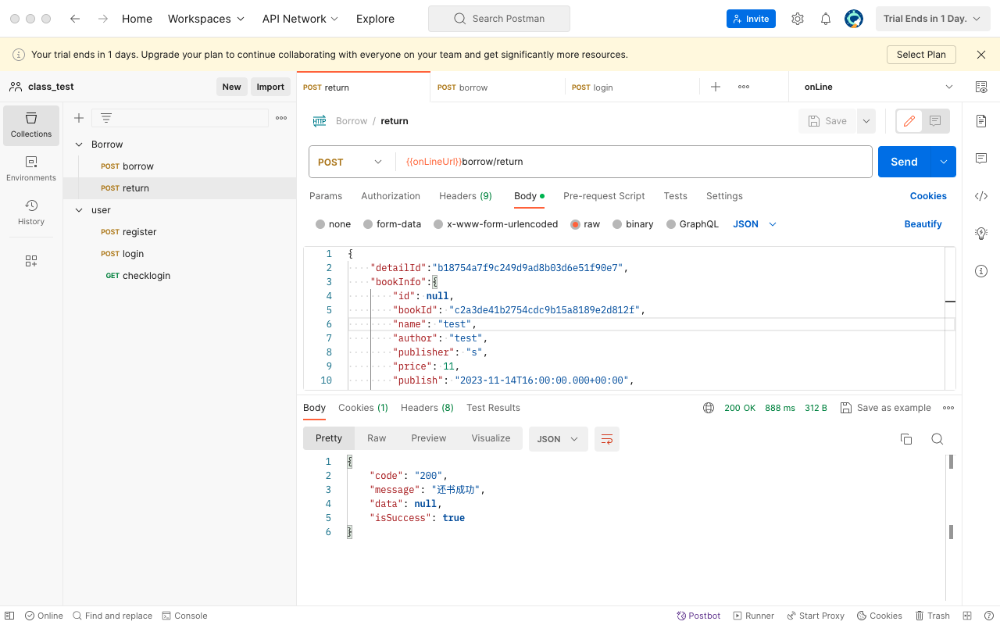 Home
Workspaces
API Network
Explore
Search Postman
Invite
Trial Ends in 1 Day.
Your trial ends in 1 days. Upgrade your plan to continue collaborating with everyone on your team and get significantly more resources.
Select Plan
class_test
New
Import
POST return
POST borrow
POST login
onLine
Collections
Environments
History
Borrow
POST borrow
POST return
user
POST register
POST login
GET checklogin
HTTP
Borrow / return
Save
POST
{{onLineUrl}}borrow/return
Send
Params
Authorization
Headers (9)
Body
Pre-request Script
Tests
Settings
Cookies
none
form-data
x-www-form-urlencoded
raw
binary
GraphQL
JSON
Beautify
1 {
2 "detailId":"b18754a7f9c249d9ad8b03d6e51f90e7",
3 "bookInfo":{
4 "id": null,
5 "bookId": "c2a3de41b2754cdc9b15a8189e2d812f",
6 "name": "test",
7 "author": "test",
8 "publisher": "s",
9 "price": 11,
10 "publish": "2023-11-14T16:00:00.000+00:00",
Body
Cookies (1)
Headers (8)
Test Results
200 OK
888 ms
312 B
Save as example
Pretty
Raw
Preview
Visualize
JSON
1 {
2 "code": "200",
3 "message": "还书成功",
4 "data": null,
5 "isSuccess": true
6 }
Online
Find and replace
Console
Postbot
Runner
Start Proxy
Cookies
Trash